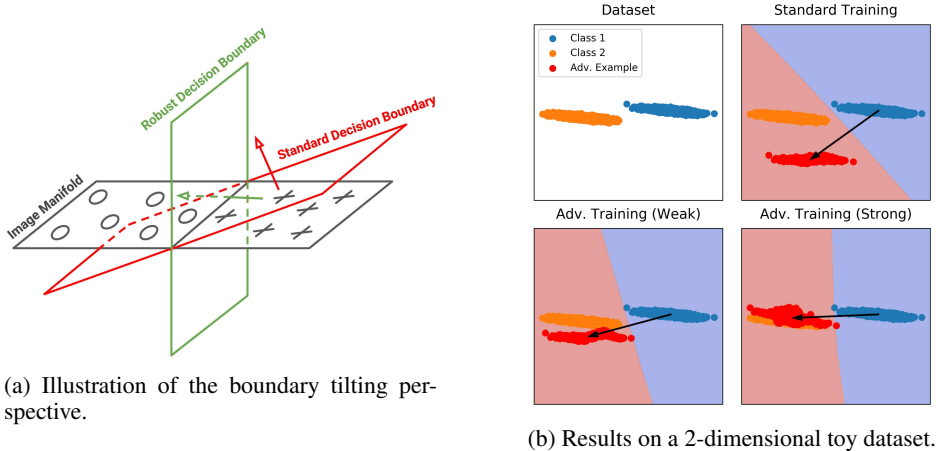 Robust Decision Boundary
Standard Decision Boundary
Image Manifold
(a) Illustration of the boundary tilting per-
spective.
Dataset
Class 1
Class 2
Adv. Example
Standard Training
Adv. Training (Weak)
Adv. Training (Strong)
(b) Results on a 2-dimensional toy dataset.